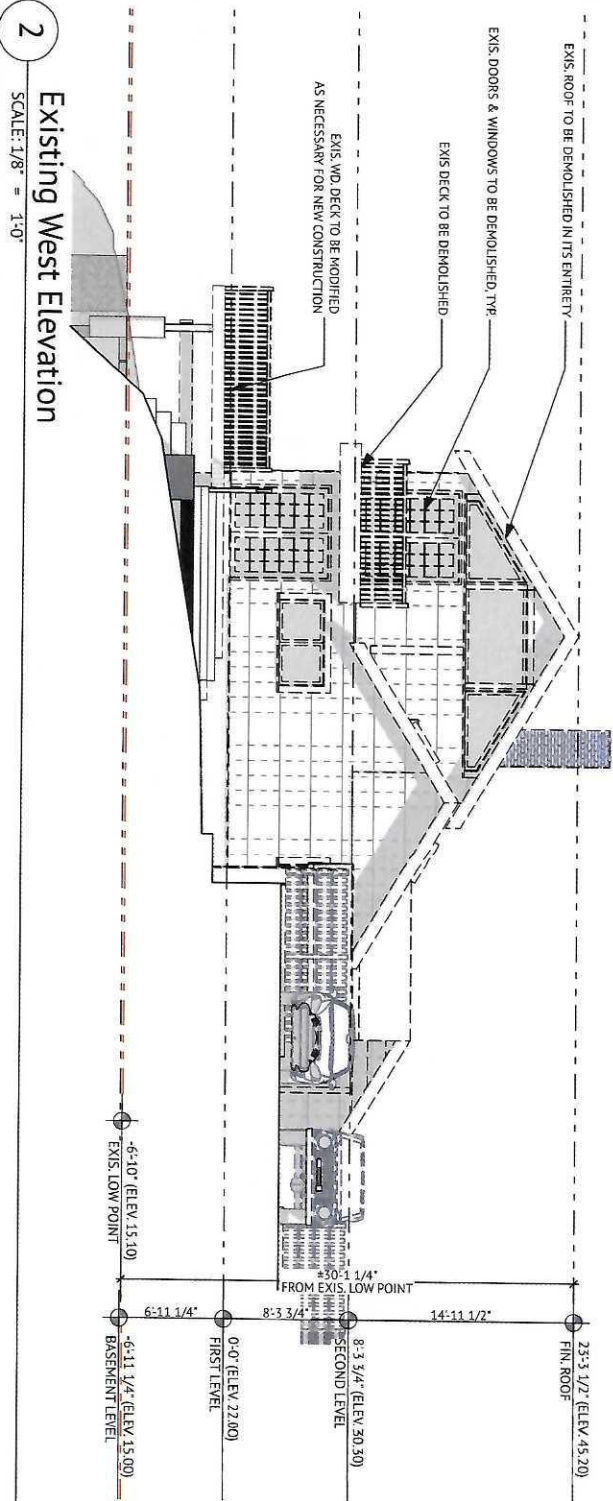 EXIS. ROOF TO BE DEMOLISHED IN ITS ENTIRETY
EXIS. DOORS & WINDOWS TO BE DEMOLISHED, TYP.
EXIS DECK TO BE DEMOLISHED
EXIS. WD. DECK TO BE MODIFIED
AS NECESSARY FOR NEW CONSTRUCTION
23'-3 1/2" (ELEV. 45.20)
FIN. ROOF
14'-11 1/2"
8'-3 3/4" (ELEV. 30.30)
SECOND LEVEL
±30'-1 1/4"
FROM EXIS. LOW POINT
8'-3 3/4"
0'-0" (ELEV. 22.00)
FIRST LEVEL
6'-11 1/4"
-6'-10" (ELEV. 15.10)
EXIS. LOW POINT
-6'-11 1/4" (ELEV. 15.00)
BASEMENT LEVEL
2
Existing West Elevation
SCALE: 1/8" = 1'-0"